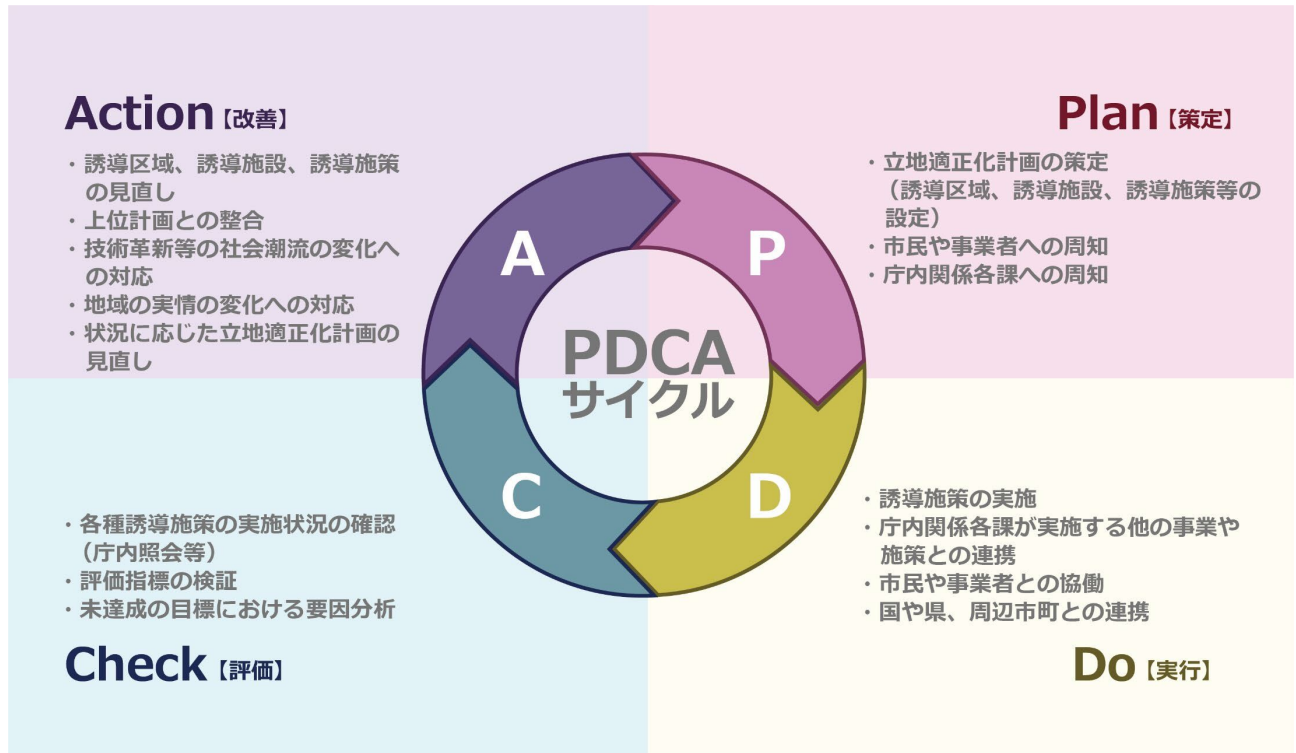 Action【改善】
・誘導区域、誘導施設、誘導施策
の見直し
・上位計画との整合
・技術革新等の社会潮流の変化へ
の対応
・地域の実情の変化への対応
・状況に応じた立地適正化計画の
見直し
Plan【策定】
・立地適正化計画の策定
（誘導区域、誘導施設、誘導施策等の
設定）
・市民や事業者への周知
・庁内関係各課への周知
A
P
PDCA
サイクル
C
D
・各種誘導施策の実施状況の確認
（庁内照会等）
・評価指標の検証
・未達成の目標における要因分析
Check【評価】
・誘導施策の実施
・庁内関係各課が実施する他の事業や
施策との連携
・市民や事業者との協働
・国や県、周辺市町との連携
Do【実行】